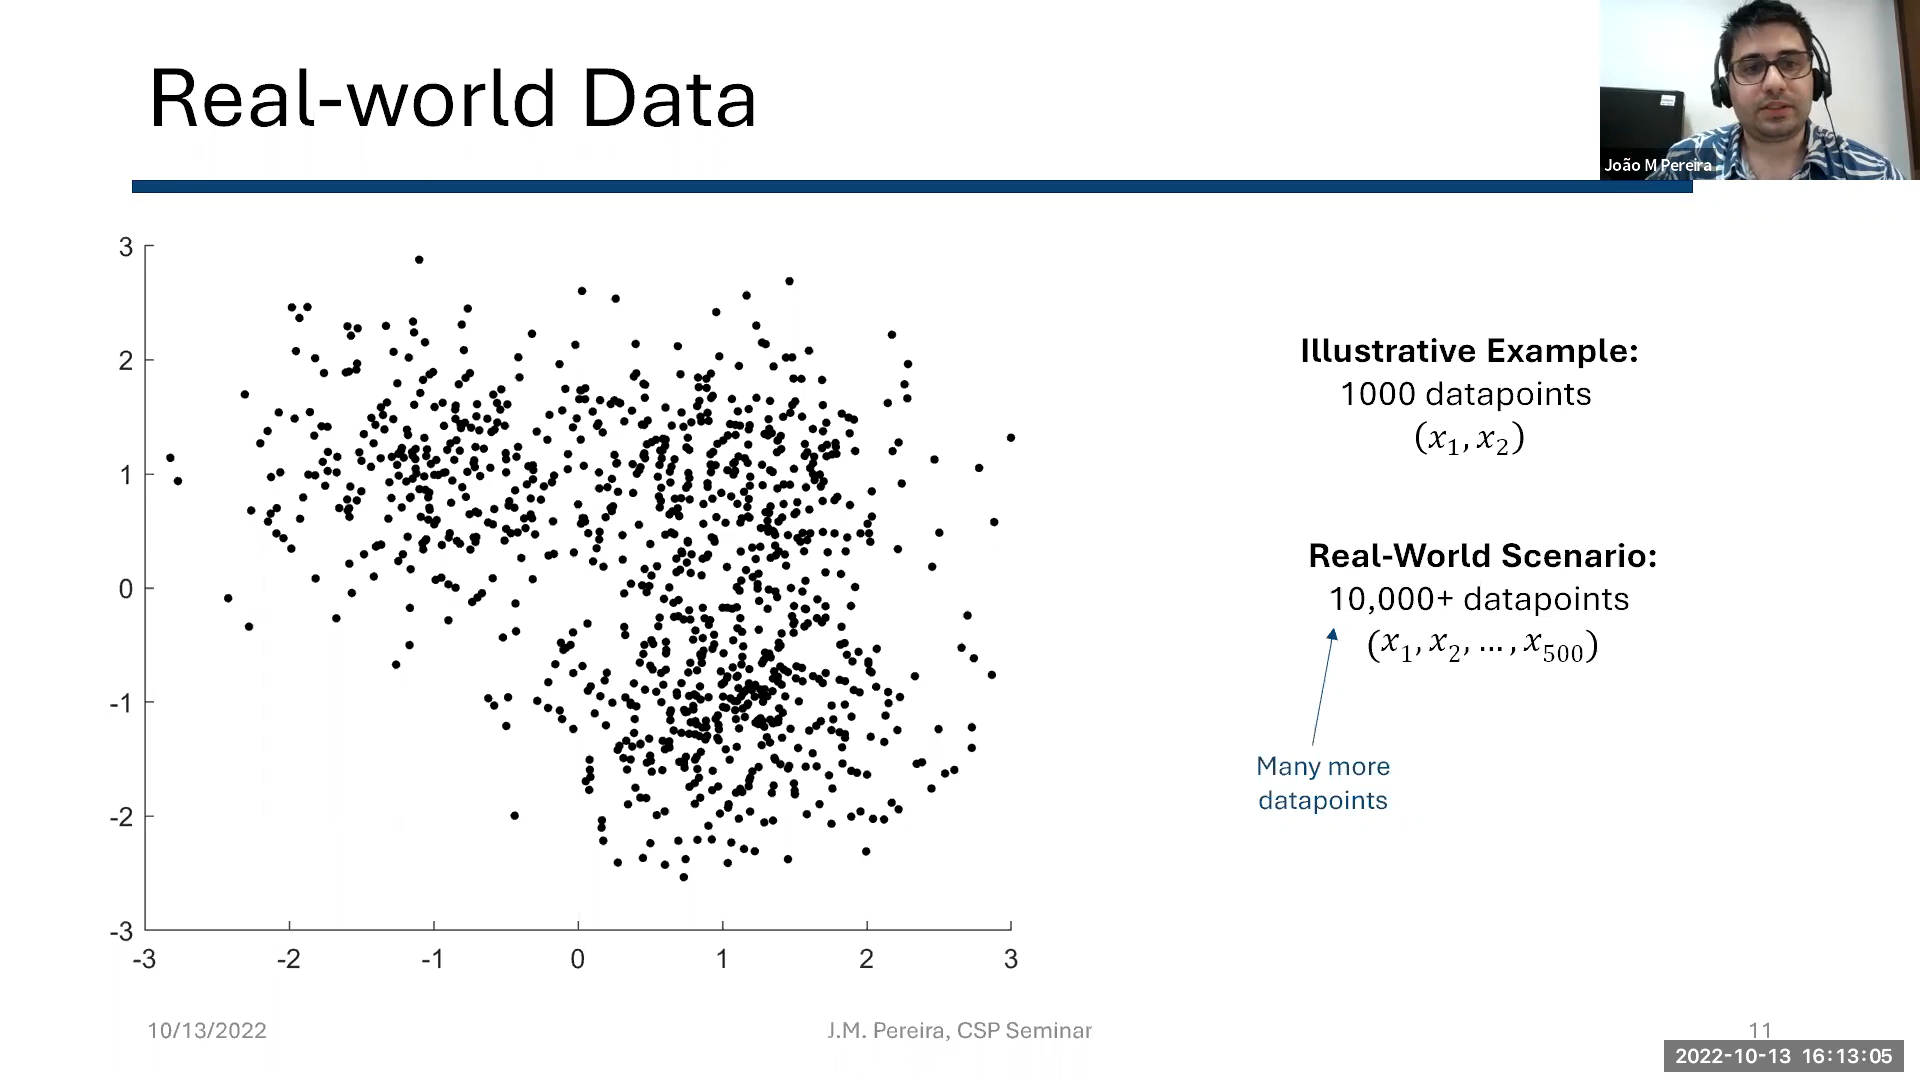 Real-world Data
João M Pereira
3
2
1
0
-1
-2
-3
-3 -2 -1 0 1 2 3
Illustrative Example:
1000 datapoints
(x₁, x₂)
Real-World Scenario:
10,000+ datapoints
(x₁, x₂, … , x₅₀₀)
Many more
datapoints
10/13/2022 J.M. Pereira, CSP Seminar 11
2022-10-13 16:13:05